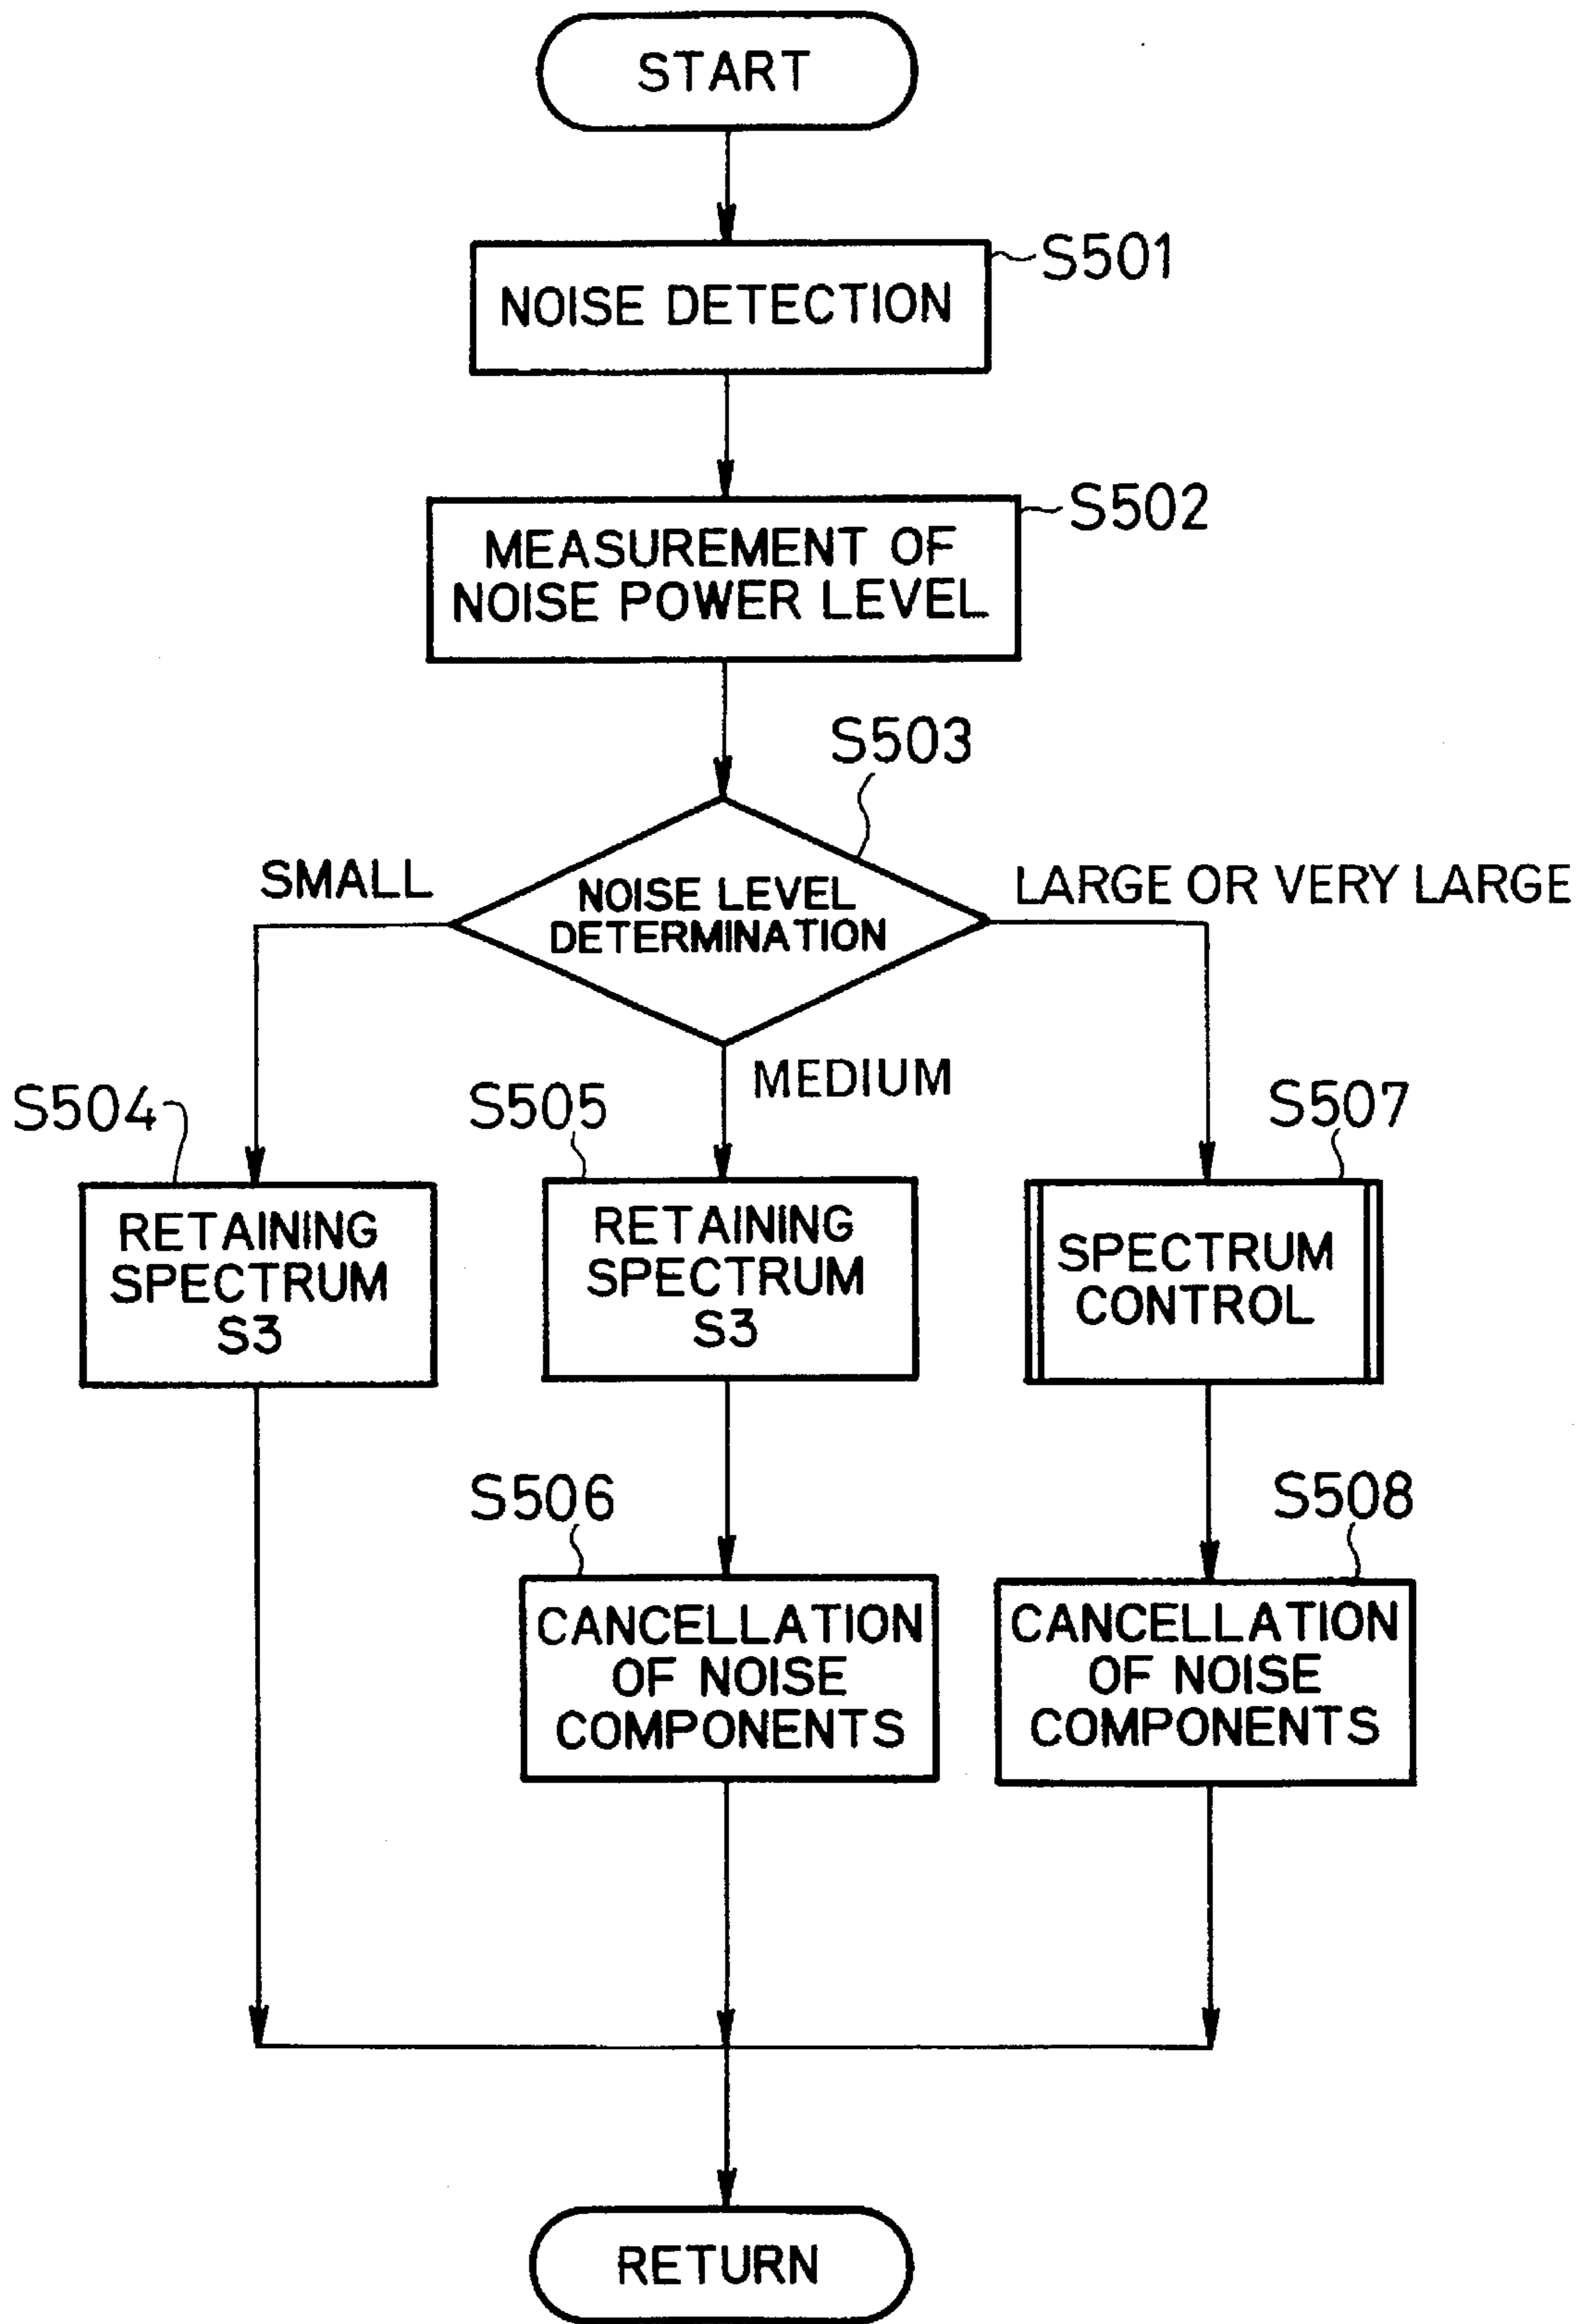 START
S501
NOISE DETECTION
S502
MEASUREMENT OF
NOISE POWER LEVEL
S503
SMALL
LARGE OR VERY LARGE
NOISE LEVEL
DETERMINATION
MEDIUM
S504
S505
S507
RETAINING
SPECTRUM
S3
RETAINING
SPECTRUM
S3
SPECTRUM
CONTROL
S506
S508
CANCELLATION
OF NOISE
COMPONENTS
CANCELLATION
OF NOISE
COMPONENTS
RETURN